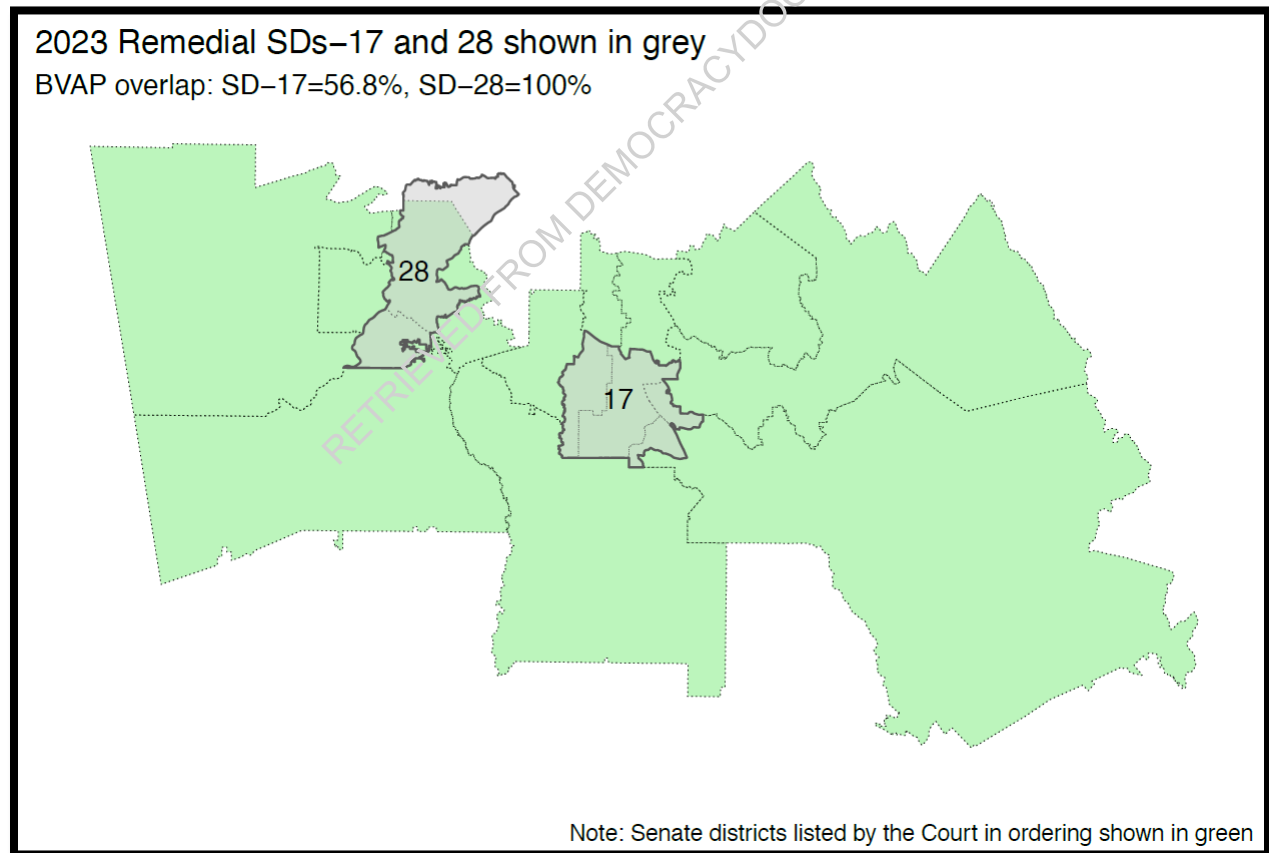 2023 Remedial SDs−17 and 28 shown in grey
BVAP overlap: SD−17=56.8%, SD−28=100%
RETRIEVED FROM DEMOCRACYDOC
28
17
Note: Senate districts listed by the Court in ordering shown in green